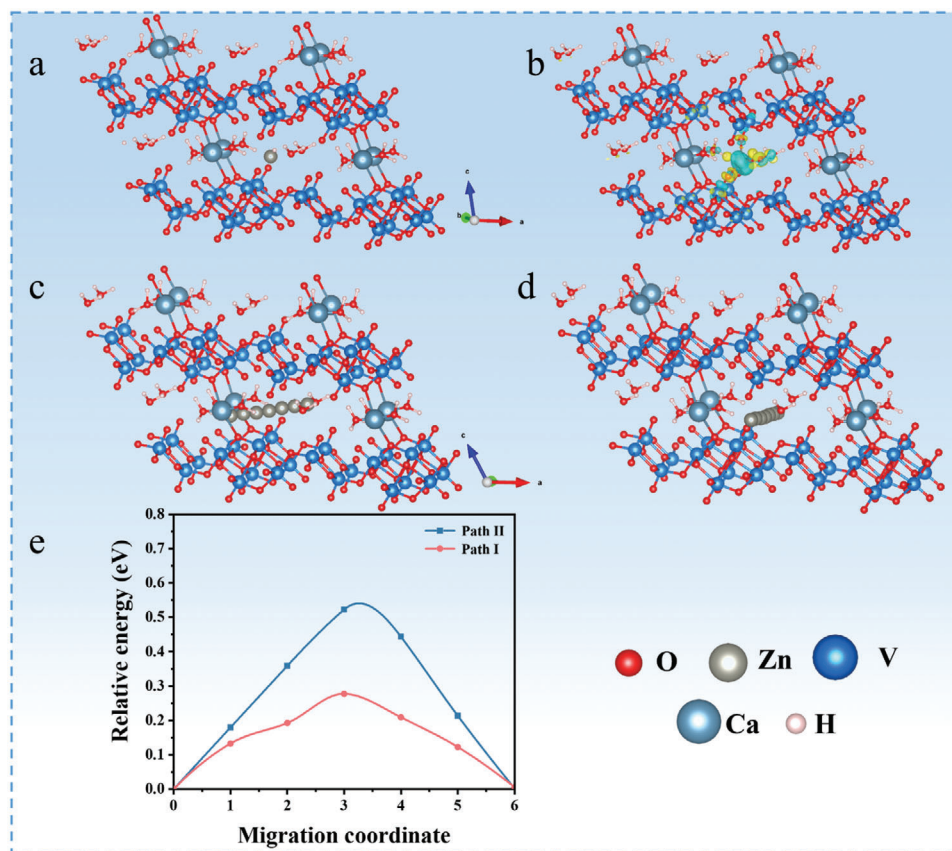 a
b
c
b
a
c
d
c
a
e
Relative energy (eV)
0.8
0.7
0.6
0.5
0.4
0.3
0.2
0.1
0.0
Path II
Path I
0 1 2 3 4 5 6
Migration coordinate
O Zn V
Ca H